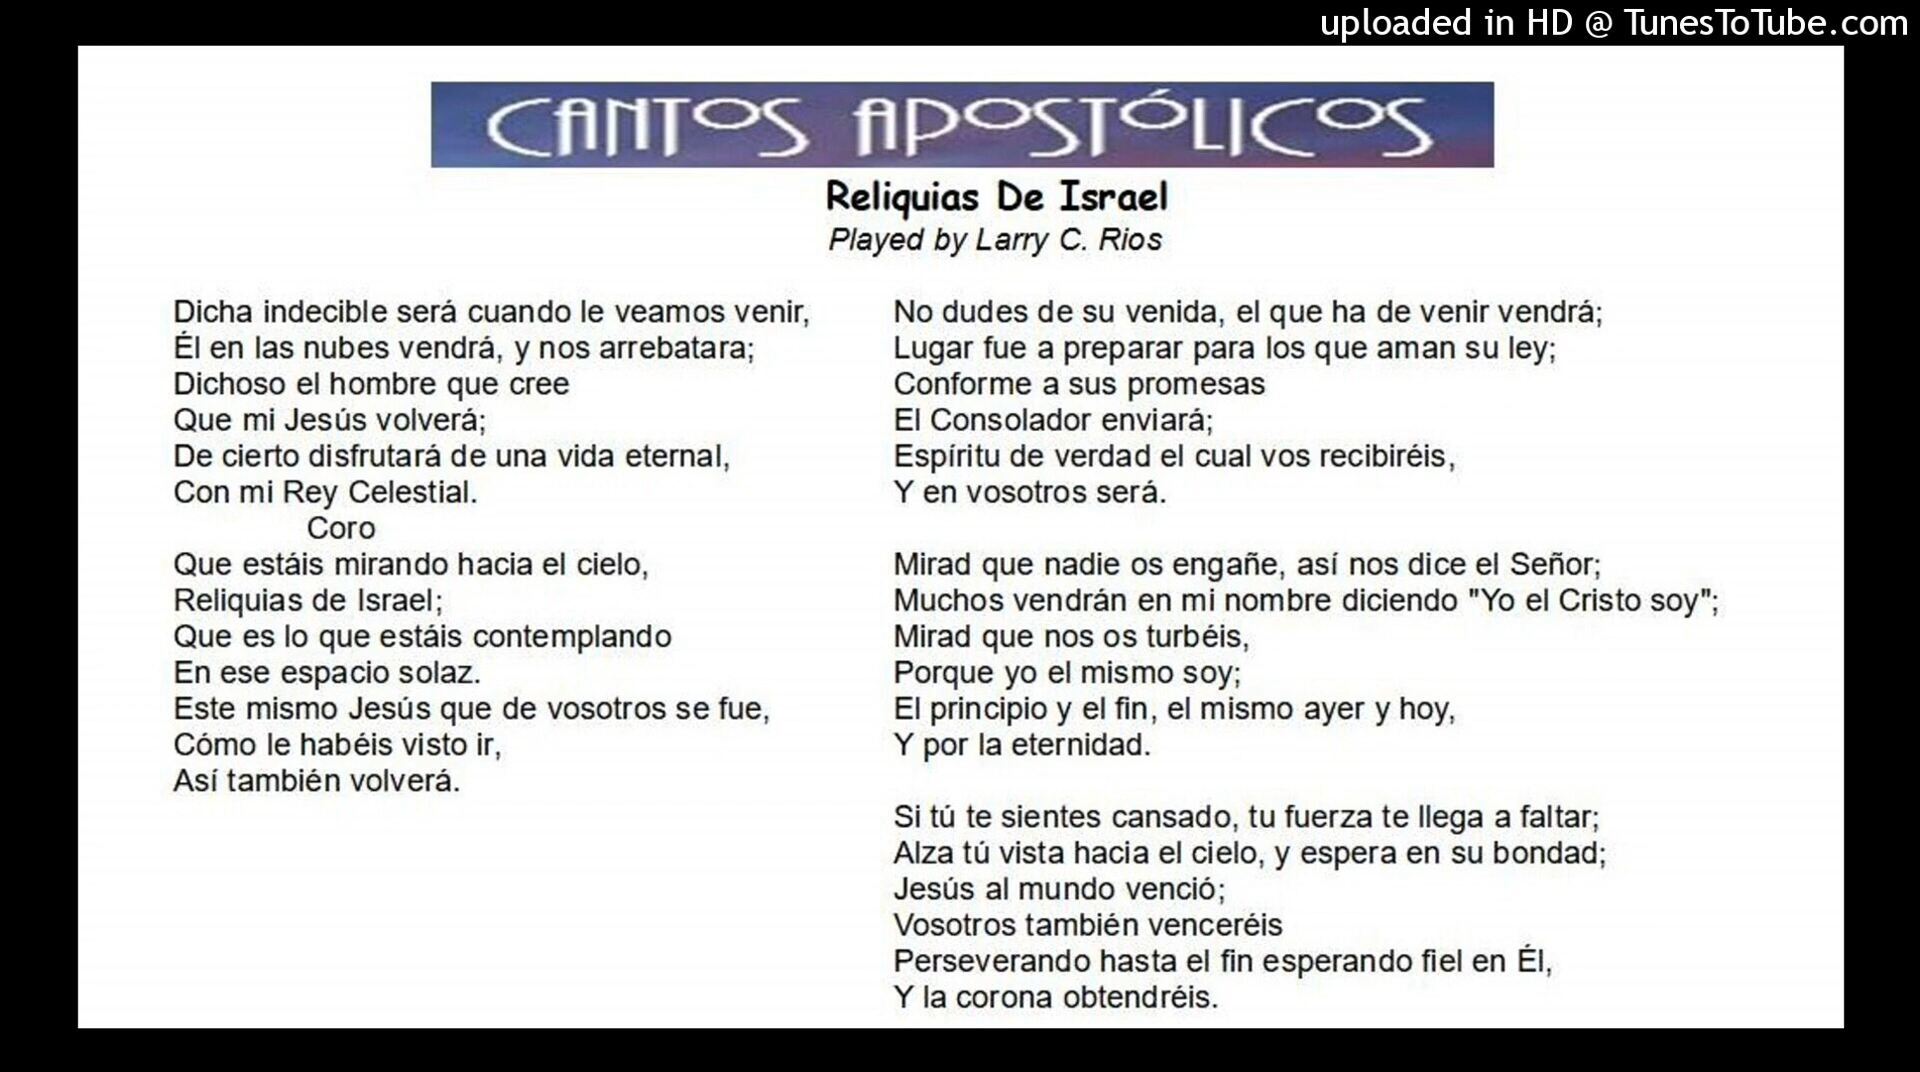 uploaded in HD @ TunesToTube.com
CANTOS APOSTÓLICOS
Reliquias De Israel
Played by Larry C. Rios
Dicha indecible será cuando le veamos venir,
Él en las nubes vendrá, y nos arrebatara;
Dichoso el hombre que cree
Que mi Jesús volverá;
De cierto disfrutará de una vida eternal,
Con mi Rey Celestial.
Coro
Que estáis mirando hacia el cielo,
Reliquias de Israel;
Que es lo que estáis contemplando
En ese espacio solaz.
Este mismo Jesús que de vosotros se fue,
Cómo le habéis visto ir,
Así también volverá.
No dudes de su venida, el que ha de venir vendrá;
Lugar fue a preparar para los que aman su ley;
Conforme a sus promesas
El Consolador enviará;
Espíritu de verdad el cual vos recibiréis,
Y en vosotros será.
Mirad que nadie os engañe, así nos dice el Señor;
Muchos vendrán en mi nombre diciendo "Yo el Cristo soy";
Mirad que nos os turbéis,
Porque yo el mismo soy;
El principio y el fin, el mismo ayer y hoy,
Y por la eternidad.
Si tú te sientes cansado, tu fuerza te llega a faltar;
Alza tú vista hacia el cielo, y espera en su bondad;
Jesús al mundo venció;
Vosotros también venceréis
Perseverando hasta el fin esperando fiel en Él,
Y la corona obtendréis.